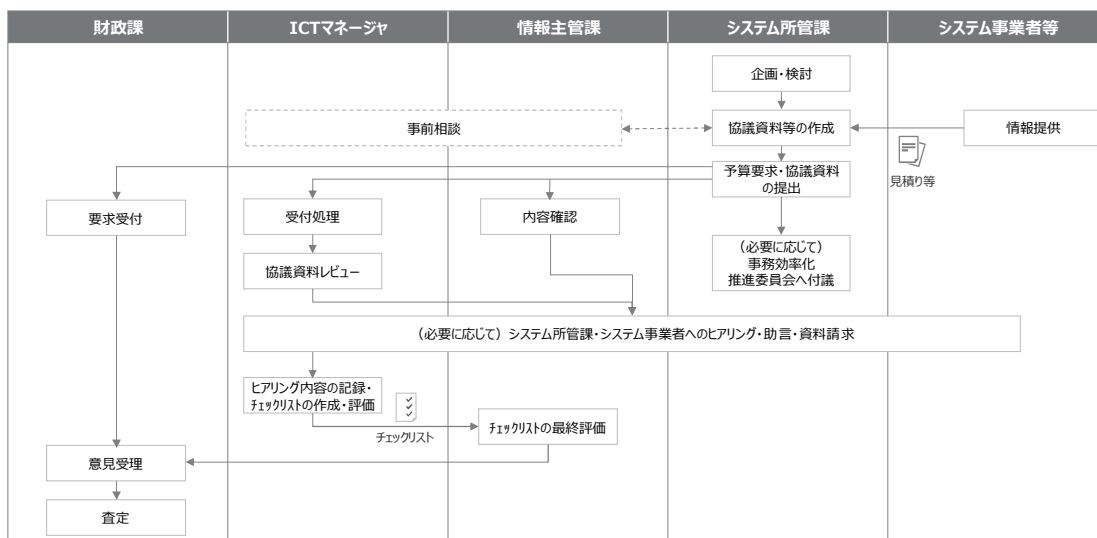 財政課
ICTマネージャ
情報主管課
システム所管課
システム事業者等
企画・検討
事前相談
協議資料等の作成
情報提供
見積り等
予算要求・協議資料
の提出
要求受付
受付処理
内容確認
(必要に応じて)
事務効率化
推進委員会へ付議
協議資料レビュー
(必要に応じて) システム所管課・システム事業者へのヒアリング・助言・資料請求
ヒアリング内容の記録・
チェックリストの作成・評価
チェックリスト
チェックリストの最終評価
意見受理
査定